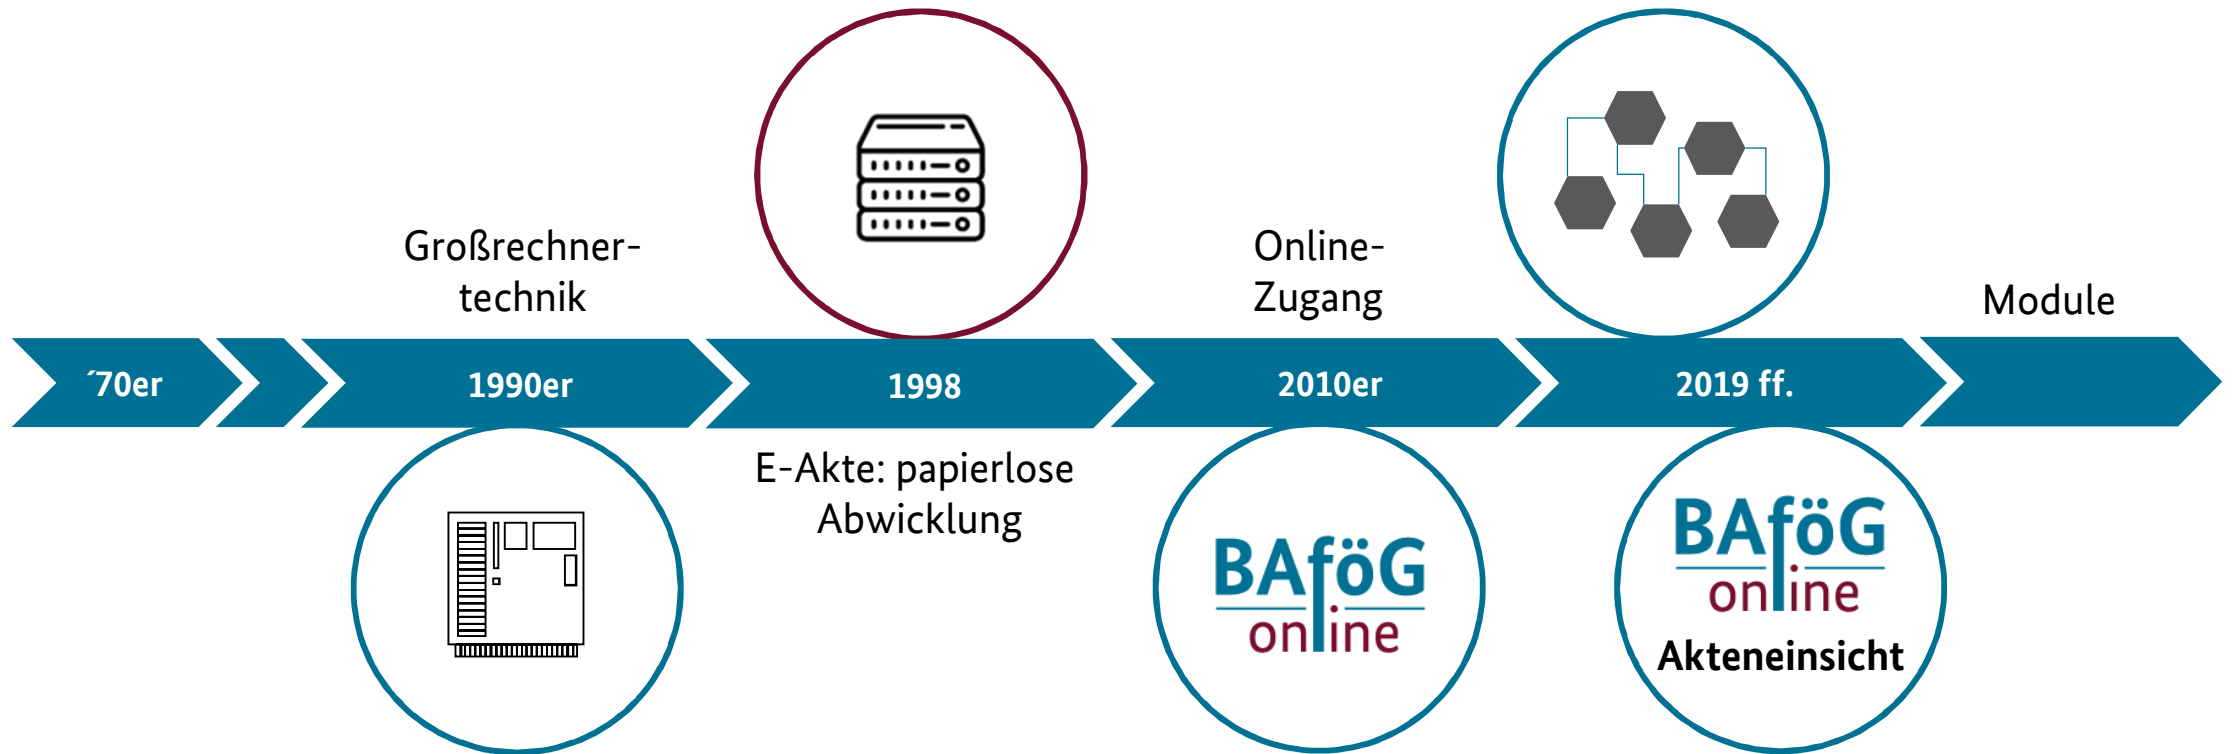 Großrechner-
technik
Online-
Zugang
Module
´70er
1990er
1998
2010er
2019 ff.
E-Akte: papierlose
Abwicklung
BAföG
online
BAföG
online
Akteneinsicht